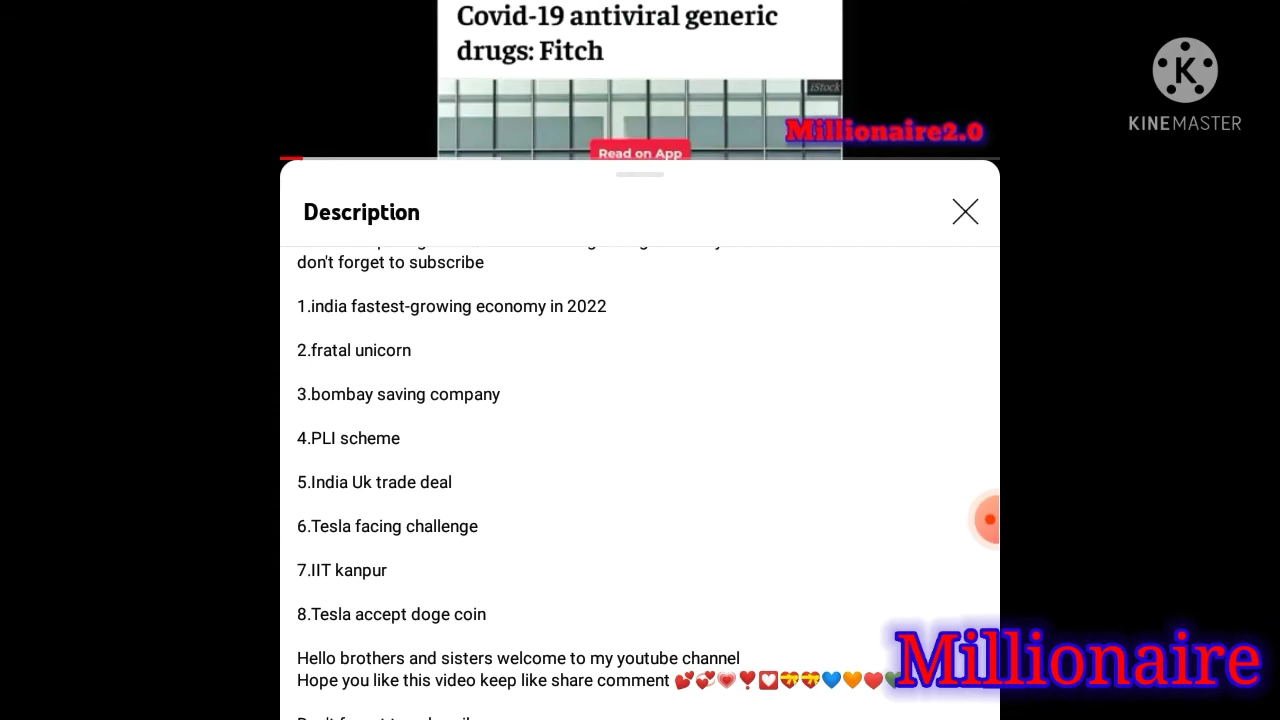 Covid-19 antiviral generic
drugs: Fitch
iStock
K
KINEMASTER
Millionaire2.0
Read on App
Description
don't forget to subscribe
1.india fastest-growing economy in 2022
2.fratal unicorn
3.bombay saving company
4.PLI scheme
5.India Uk trade deal
6.Tesla facing challenge
7.IIT kanpur
8.Tesla accept doge coin
Hello brothers and sisters welcome to my youtube channel
Hope you like this video keep like share comment 💕💞💗❣️💟💝💝💙🧡❤️💚
Millionaire